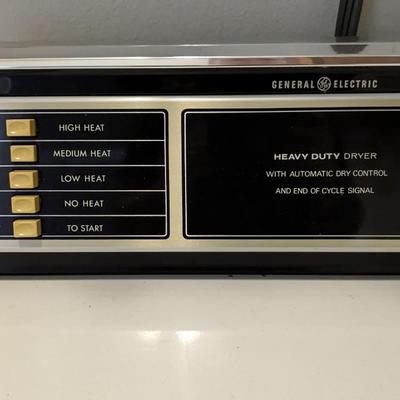 GENERAL GE ELECTRIC
HIGH HEAT
MEDIUM HEAT
LOW HEAT
NO HEAT
TO START
HEAVY DUTY DRYER
WITH AUTOMATIC DRY CONTROL
AND END OF CYCLE SIGNAL